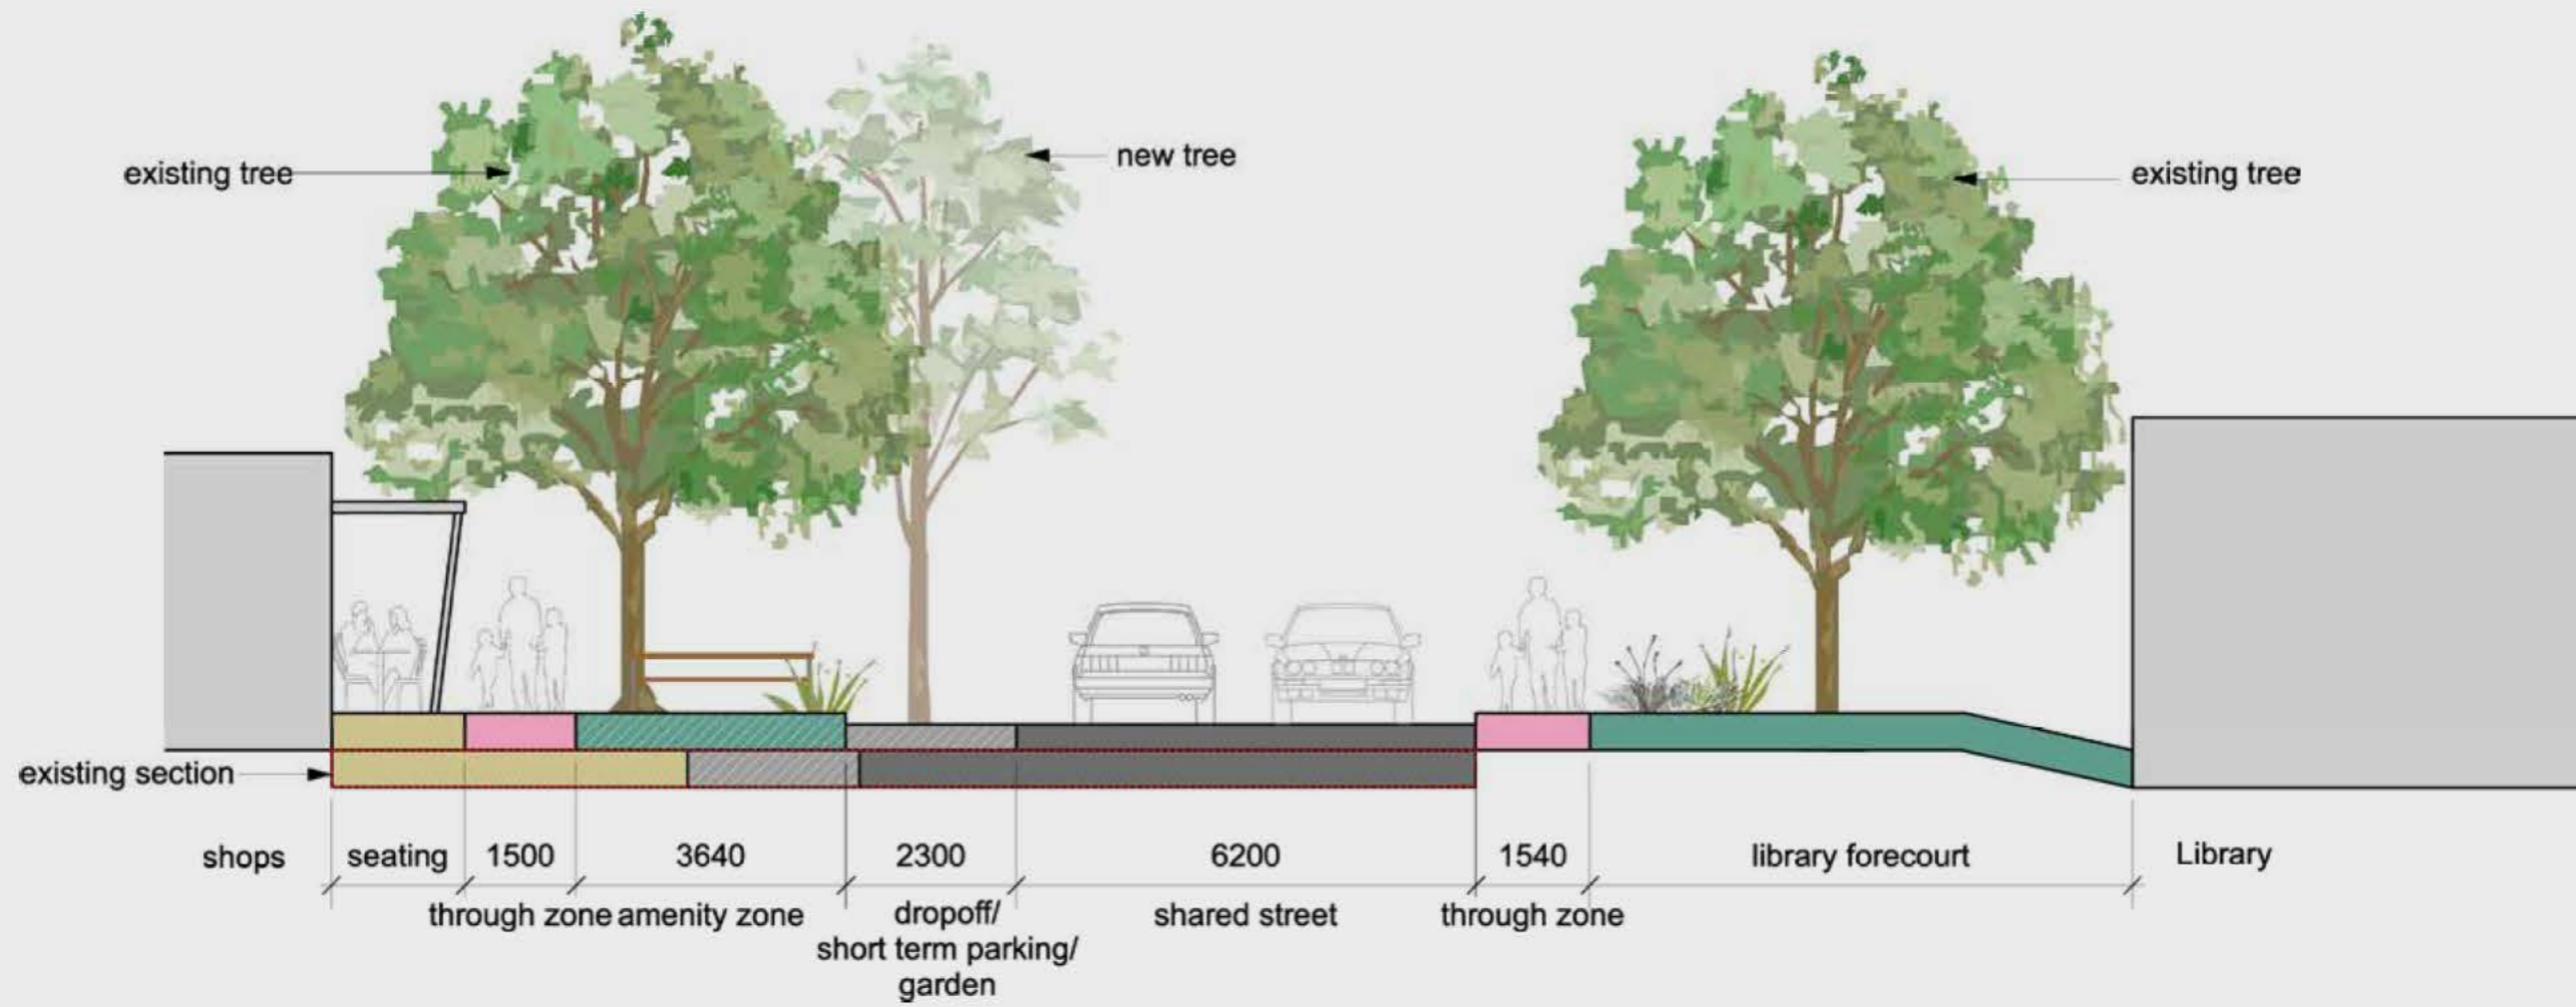 existing tree
new tree
existing tree
existing section
shops
seating
1500
3640
2300
6200
1540
library forecourt
Library
through zone
amenity zone
dropoff/
short term parking/
garden
shared street
through zone